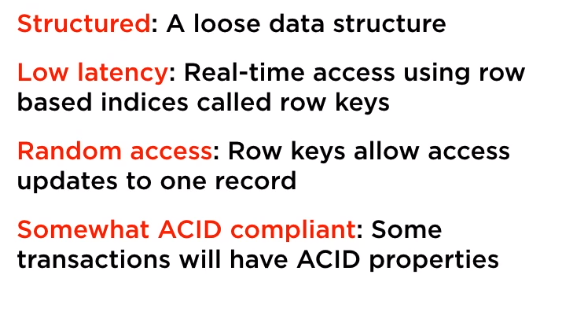 Structured: A loose data structure
Low latency: Real-time access using row
based indices called row keys
Random access: Row keys allow access
updates to one record
Somewhat ACID compliant: Some
transactions will have ACID properties